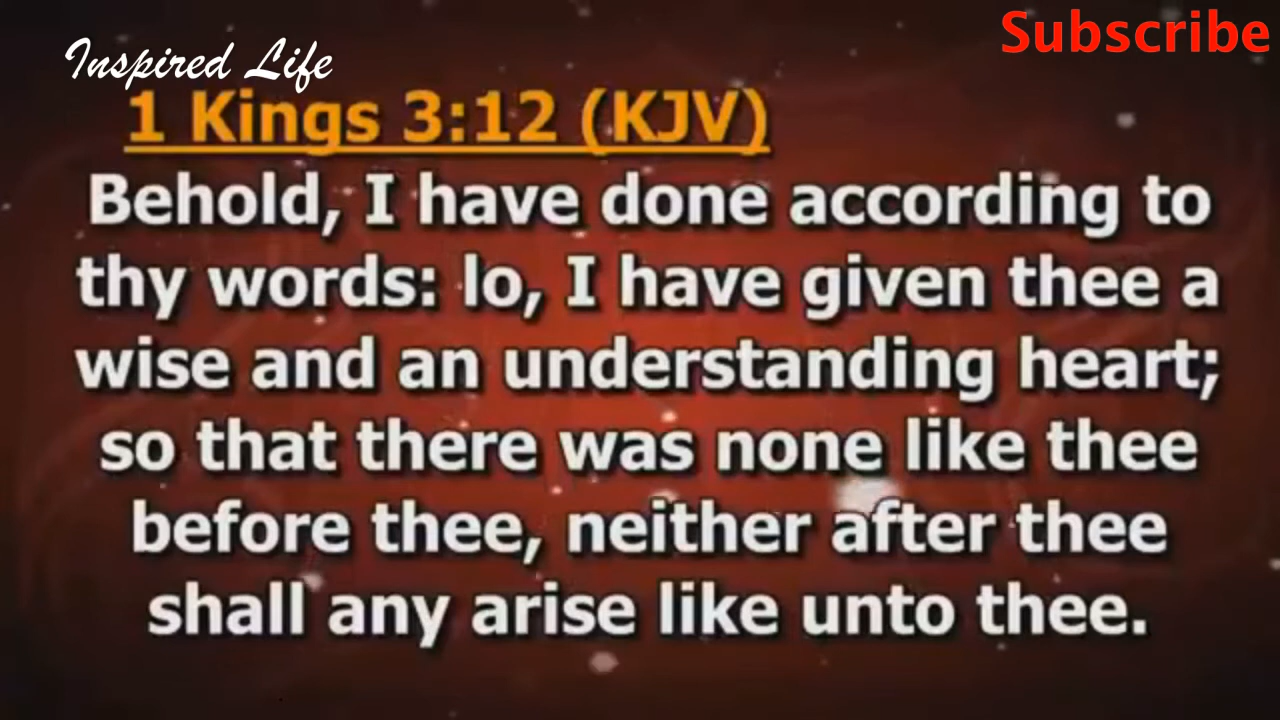 Inspired Life
Subscribe
1 Kings 3:12 (KJV)
Behold, I have done according to
thy words: lo, I have given thee a
wise and an understanding heart;
so that there was none like thee
before thee, neither after thee
shall any arise like unto thee.